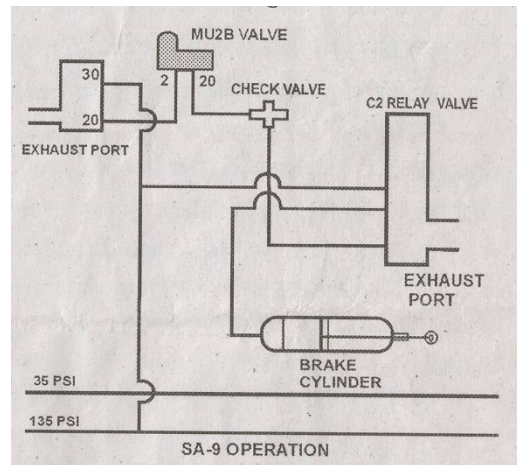 MU2B VALVE
30
2 20
CHECK VALVE
C2 RELAY VALVE
20
EXHAUST PORT
EXHAUST
PORT
BRAKE
CYLINDER
35 PSI
135 PSI
SA-9 OPERATION